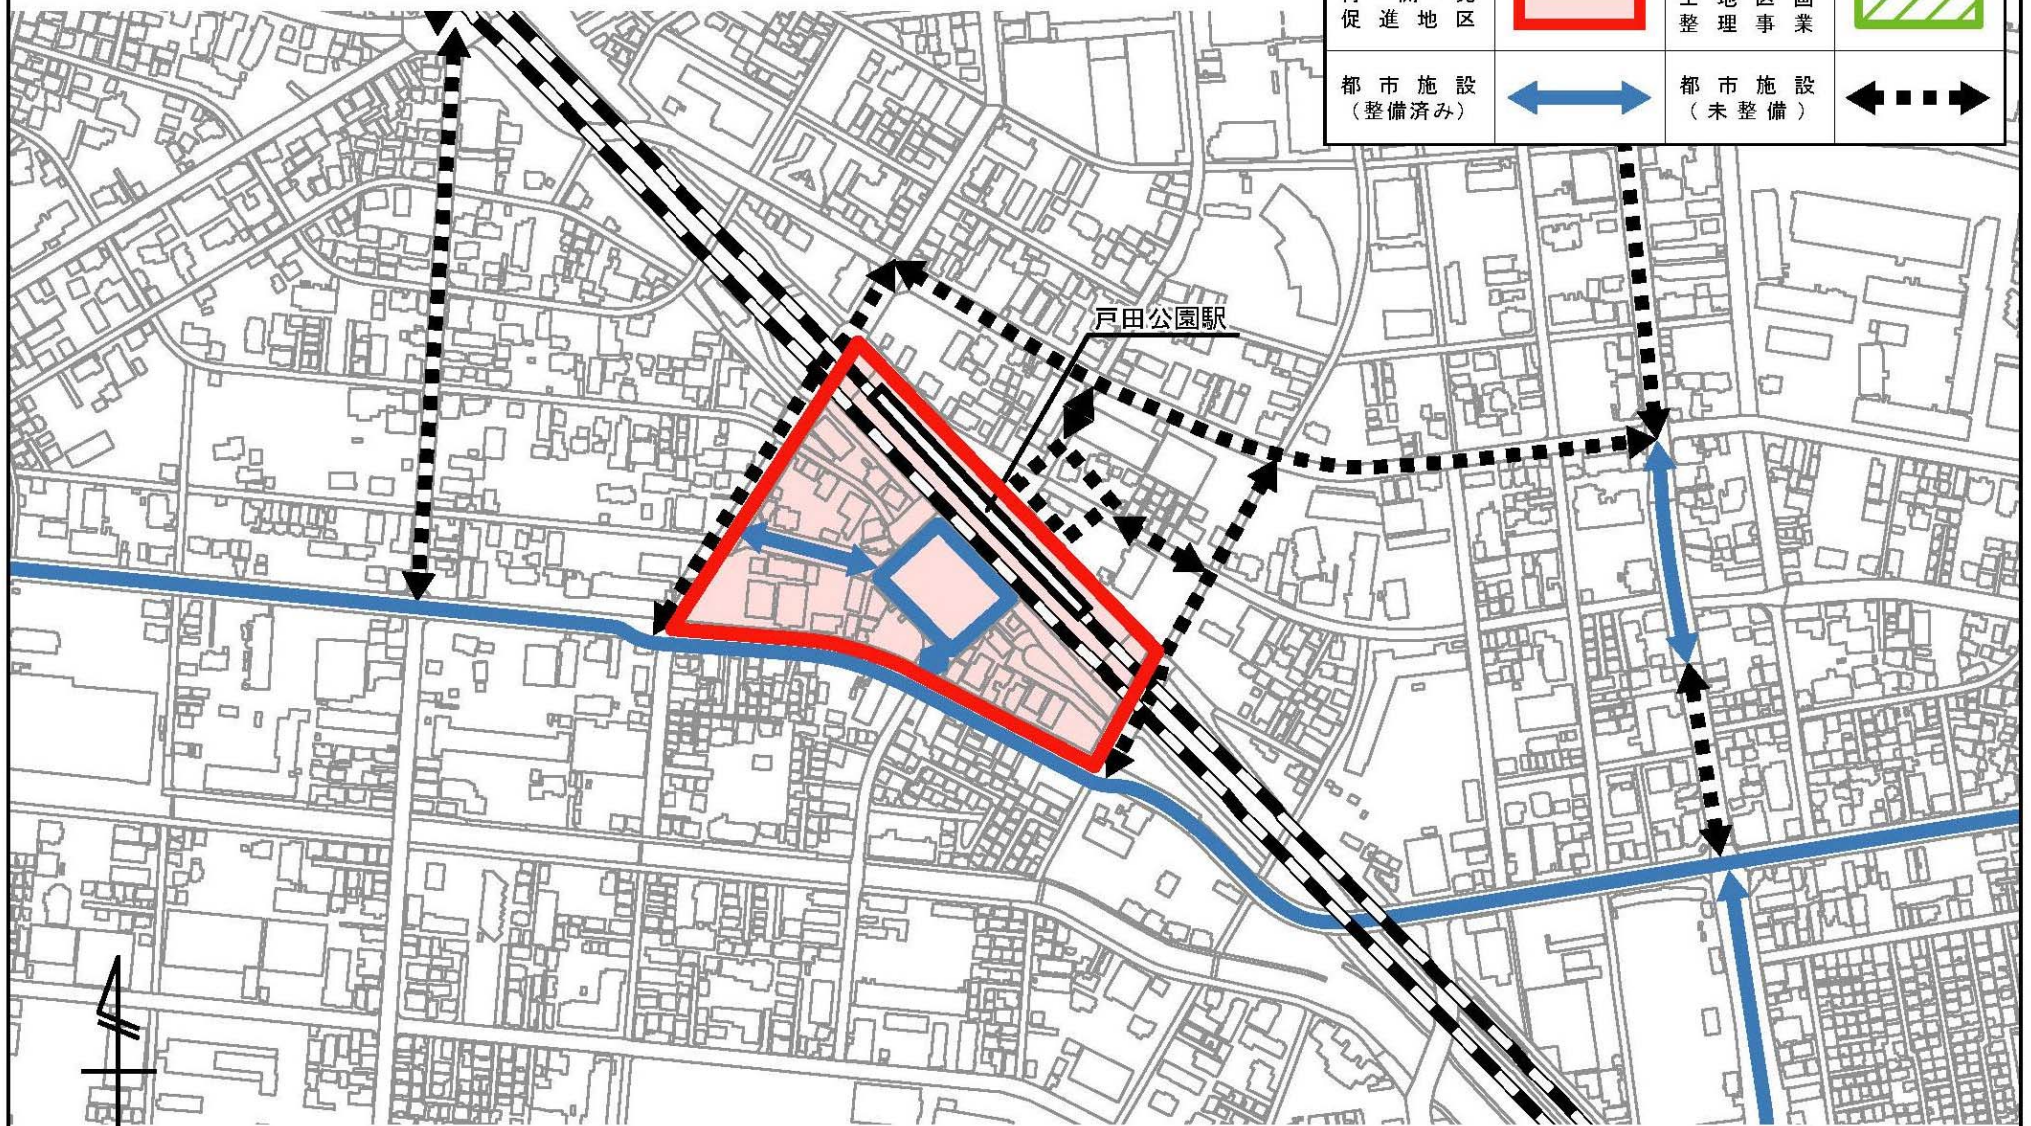 促進地区
整理事業
都市施設
(整備済み)
都市施設
(未整備)
戸田公園駅